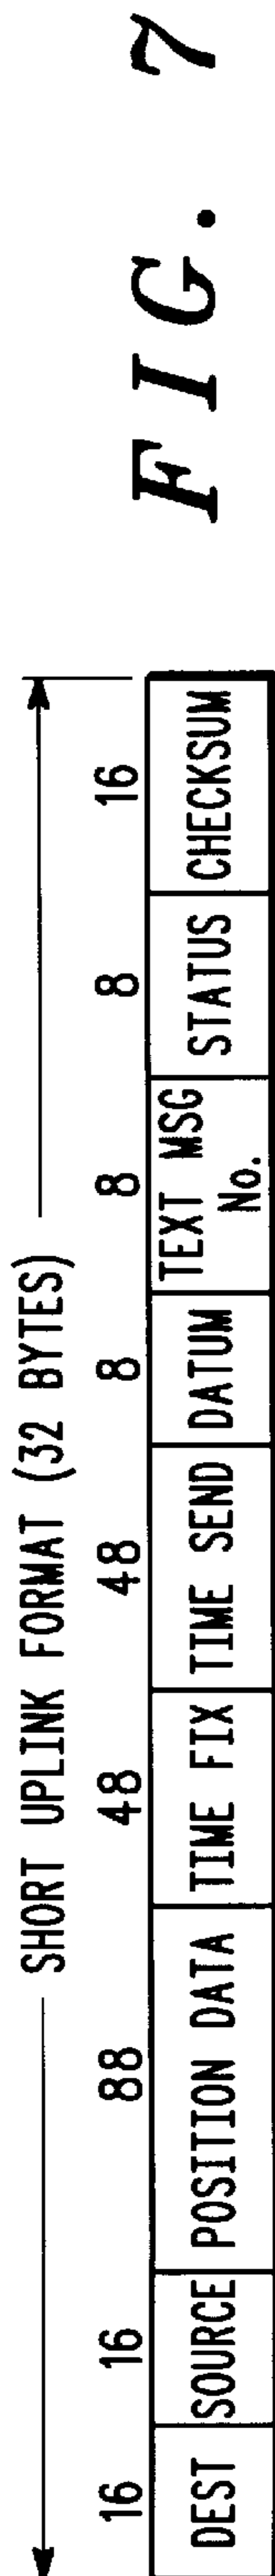 SHORT UPLINK FORMAT (32 BYTES)
16 16 88 48 48 8 8 8 16
DEST SOURCE POSITION DATA TIME FIX TIME SEND DATUM TEXT MSG No. STATUS CHECKSUM
FIG. 7